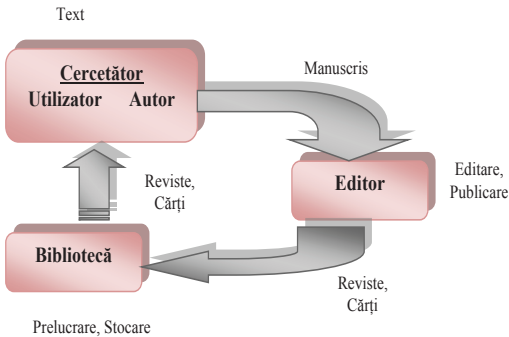 Text
Cercetător
Utilizator Autor
Manuscris
Editor
Editare,
Publicare
Reviste,
Cărți
Bibliotecă
Reviste,
Cărți
Prelucrare, Stocare